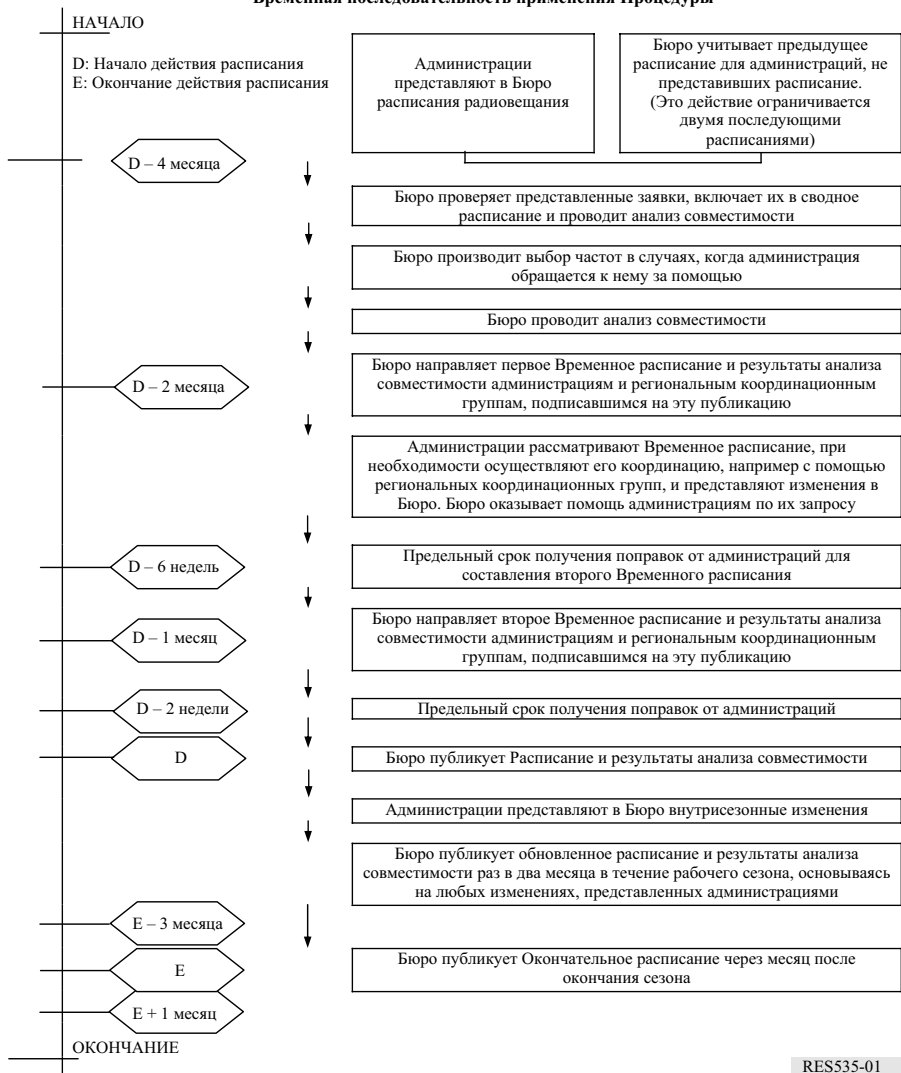 Временная последовательность применения Процедуры
НАЧАЛО
D: Начало действия расписания
E: Окончание действия расписания
Администрации
представляют в Бюро
расписания радиовещания
Бюро учитывает предыдущее
расписание для администраций, не
представивших расписание.
(Это действие ограничивается
двумя последующими
расписаниями)
D – 4 месяца
Бюро проверяет представленные заявки, включает их в сводное
расписание и проводит анализ совместимости
Бюро производит выбор частот в случаях, когда администрация
обращается к нему за помощью
Бюро проводит анализ совместимости
D – 2 месяца
Бюро направляет первое Временное расписание и результаты анализа
совместимости администрациям и региональным координационным
группам, подписавшимся на эту публикацию
Администрации рассматривают Временное расписание, при
необходимости осуществляют его координацию, например с помощью
региональных координационных групп, и представляют изменения в
Бюро. Бюро оказывает помощь администрациям по их запросу
D – 6 недель
Предельный срок получения поправок от администраций для
составления второго Временного расписания
D – 1 месяц
Бюро направляет второе Временное расписание и результаты анализа
совместимости администрациям и региональным координационным
группам, подписавшимся на эту публикацию
D – 2 недели
Предельный срок получения поправок от администраций
D
Бюро публикует Расписание и результаты анализа совместимости
Администрации представляют в Бюро внутрисезонные изменения
Бюро публикует обновленное расписание и результаты анализа
совместимости раз в два месяца в течение рабочего сезона, основываясь
на любых изменениях, представленных администрациями
E – 3 месяца
E
Бюро публикует Окончательное расписание через месяц после
окончания сезона
E + 1 месяц
ОКОНЧАНИЕ
RES535-01